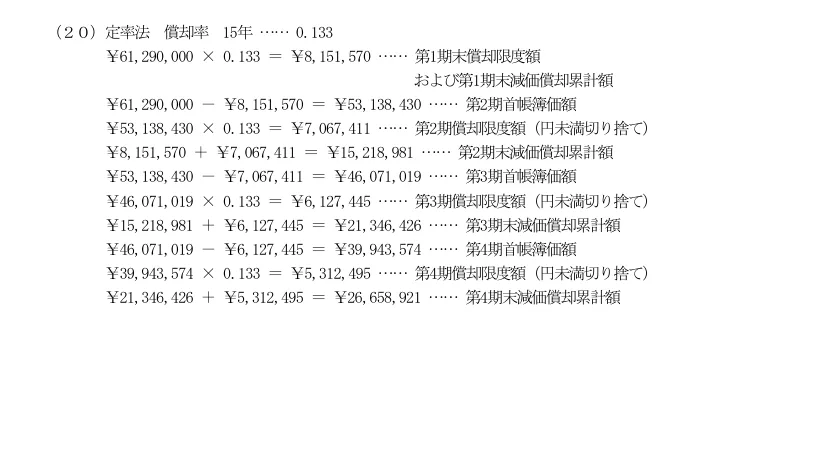 （２０）定率法　償却率　15年 …… 0.133
￥61,290,000 × 0.133 ＝ ￥8,151,570 …… 第1期末償却限度額
および第1期末減価償却累計額
￥61,290,000 － ￥8,151,570 ＝ ￥53,138,430 …… 第2期首帳簿価額
￥53,138,430 × 0.133 ＝ ￥7,067,411 …… 第2期償却限度額（円未満切り捨て）
￥8,151,570 ＋ ￥7,067,411 ＝ ￥15,218,981 …… 第2期末減価償却累計額
￥53,138,430 － ￥7,067,411 ＝ ￥46,071,019 …… 第3期首帳簿価額
￥46,071,019 × 0.133 ＝ ￥6,127,445 …… 第3期償却限度額（円未満切り捨て）
￥15,218,981 ＋ ￥6,127,445 ＝ ￥21,346,426 …… 第3期末減価償却累計額
￥46,071,019 － ￥6,127,445 ＝ ￥39,943,574 …… 第4期首帳簿価額
￥39,943,574 × 0.133 ＝ ￥5,312,495 …… 第4期償却限度額（円未満切り捨て）
￥21,346,426 ＋ ￥5,312,495 ＝ ￥26,658,921 …… 第4期末減価償却累計額